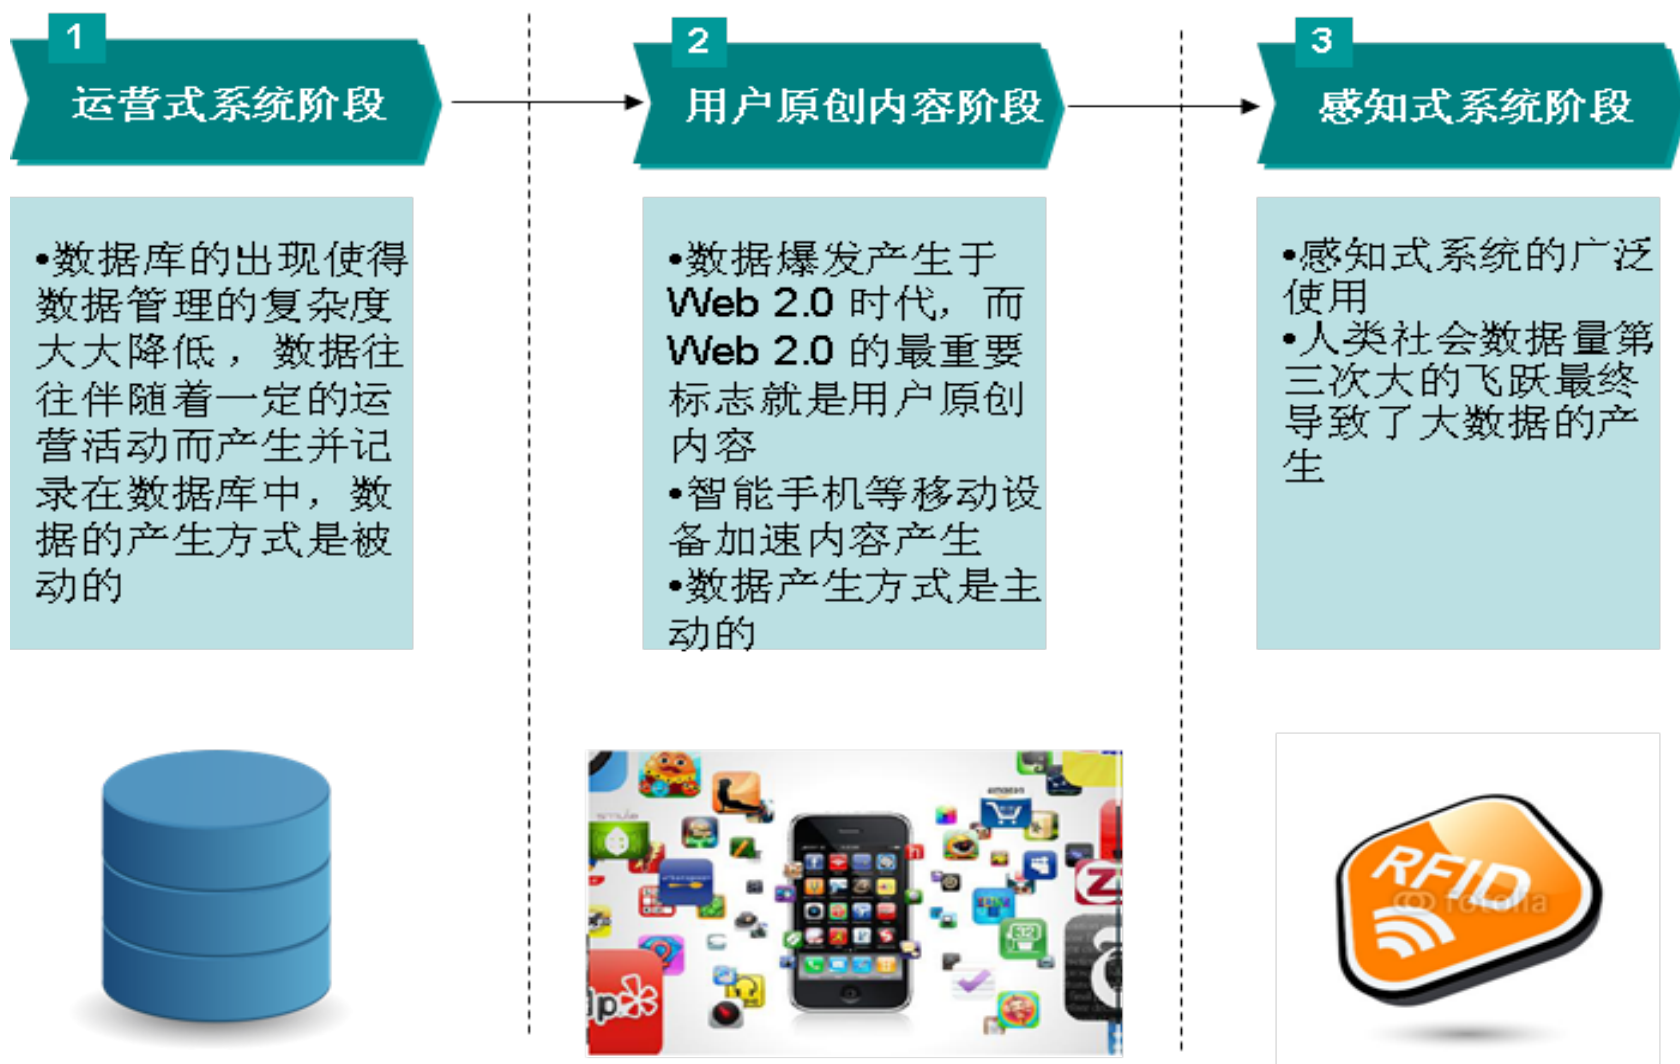 1
运营式系统阶段
2
用户原创内容阶段
3
感知式系统阶段
•数据库的出现使得
数据管理的复杂度
大大降低，数据往
往伴随着一定的运
营活动而产生并记
录在数据库中，数
据的产生方式是被
动的
•数据爆发产生于
Web 2.0 时代，而
Web 2.0 的最重要
标志就是用户原创
内容
•智能手机等移动设
备加速内容产生
•数据产生方式是主
动的
•感知式系统的广泛
使用
•人类社会数据量第
三次大的飞跃最终
导致了大数据的产
生
amazon
smule
32
Z
lp
RFID
fotolia